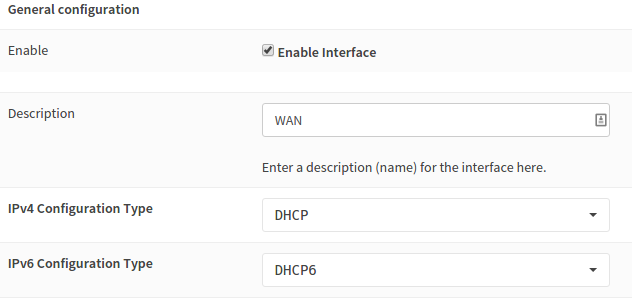 General configuration
Enable
Enable Interface
Description
WAN
Enter a description (name) for the interface here.
IPv4 Configuration Type
DHCP
IPv6 Configuration Type
DHCP6